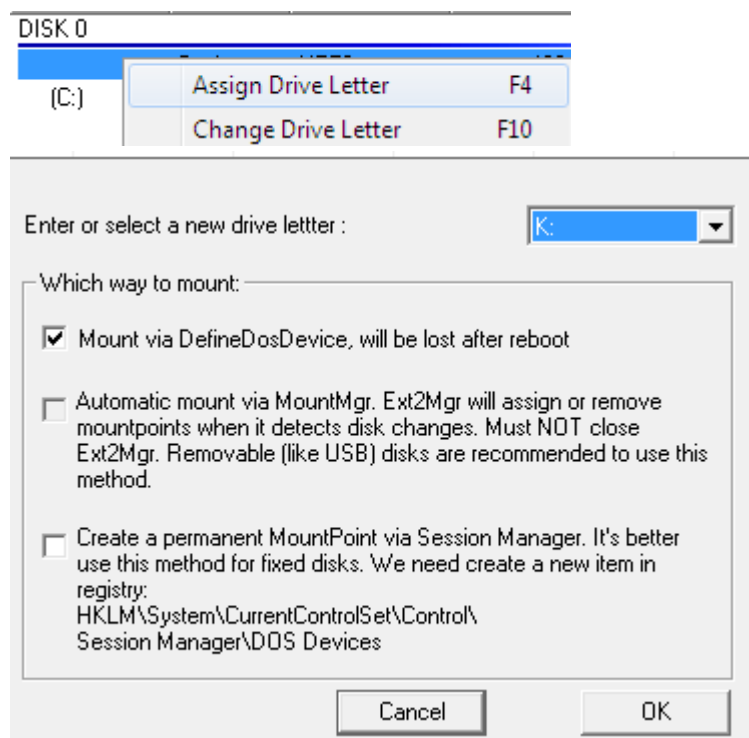 DISK 0
(C:)
Assign Drive Letter F4
Change Drive Letter F10
Enter or select a new drive lettter :
K:
Which way to mount:
Mount via DefineDosDevice, will be lost after reboot
Automatic mount via MountMgr. Ext2Mgr will assign or remove
mountpoints when it detects disk changes. Must NOT close
Ext2Mgr. Removable (like USB) disks are recommended to use this
method.
Create a permanent MountPoint via Session Manager. It's better
use this method for fixed disks. We need create a new item in
registry:
HKLM\System\CurrentControlSet\Control\
Session Manager\DOS Devices
Cancel
OK